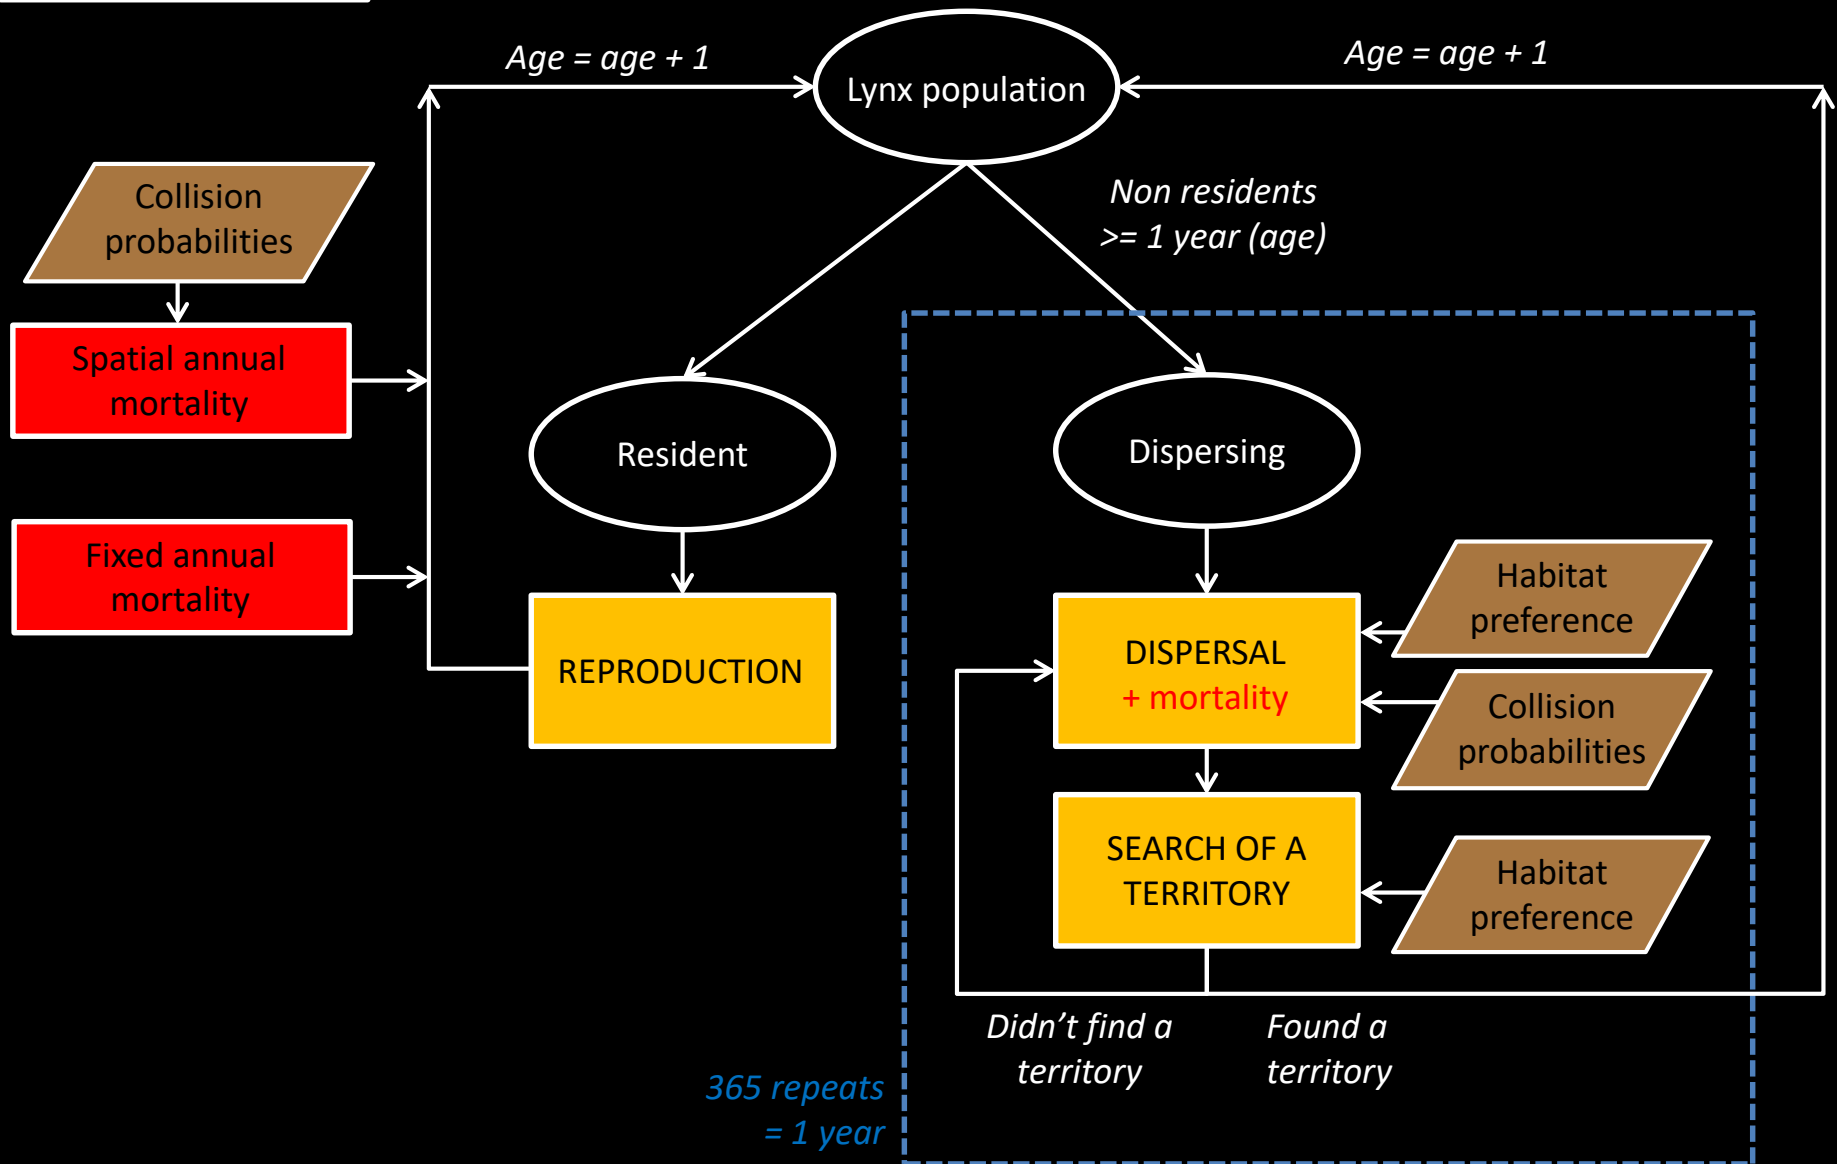 Age = age + 1
Age = age + 1
Lynx population
Collision
probabilities
Non residents
>= 1 year (age)
Spatial annual
mortality
Resident
Dispersing
Fixed annual
mortality
Habitat
preference
REPRODUCTION
DISPERSAL
+ mortality
Collision
probabilities
SEARCH OF A
TERRITORY
Habitat
preference
Didn’t find a
territory
Found a
territory
365 repeats
= 1 year